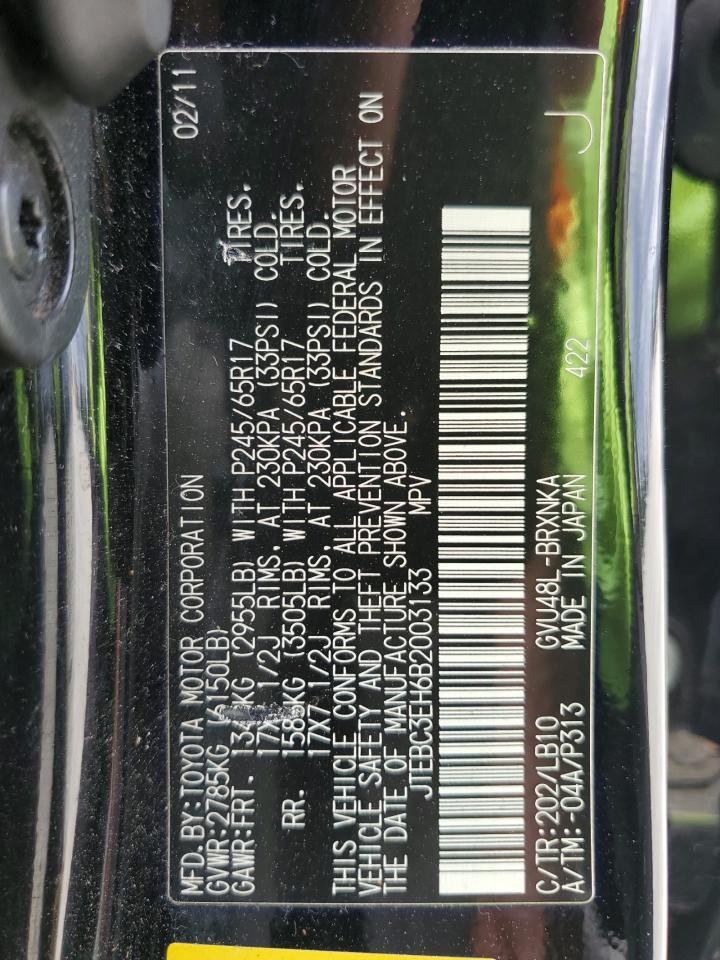 MFD.BY:TOYOTA MOTOR CORPORATION 02/11
GVWR:2785KG (6150LB)
GAWR:FRT. (2955LB) WITH P245/65R17 TIRES.
17X7 1/2J RIMS, AT 230KPA (33PSI) COLD.
RR. (3505LB) WITH P245/65R17 TIRES.
17X7 1/2J RIMS, AT 230KPA (33PSI) COLD.
THIS VEHICLE CONFORMS TO ALL APPLICABLE FEDERAL MOTOR
VEHICLE SAFETY AND THEFT PREVENTION STANDARDS IN EFFECT ON
THE DATE OF MANUFACTURE SHOWN ABOVE.
JTEBC3EH6B2003133 MPV
C/TR:202/LB10 GVU48L-BRXNKA
A/TM:-04A/P313 MADE IN JAPAN 422 J